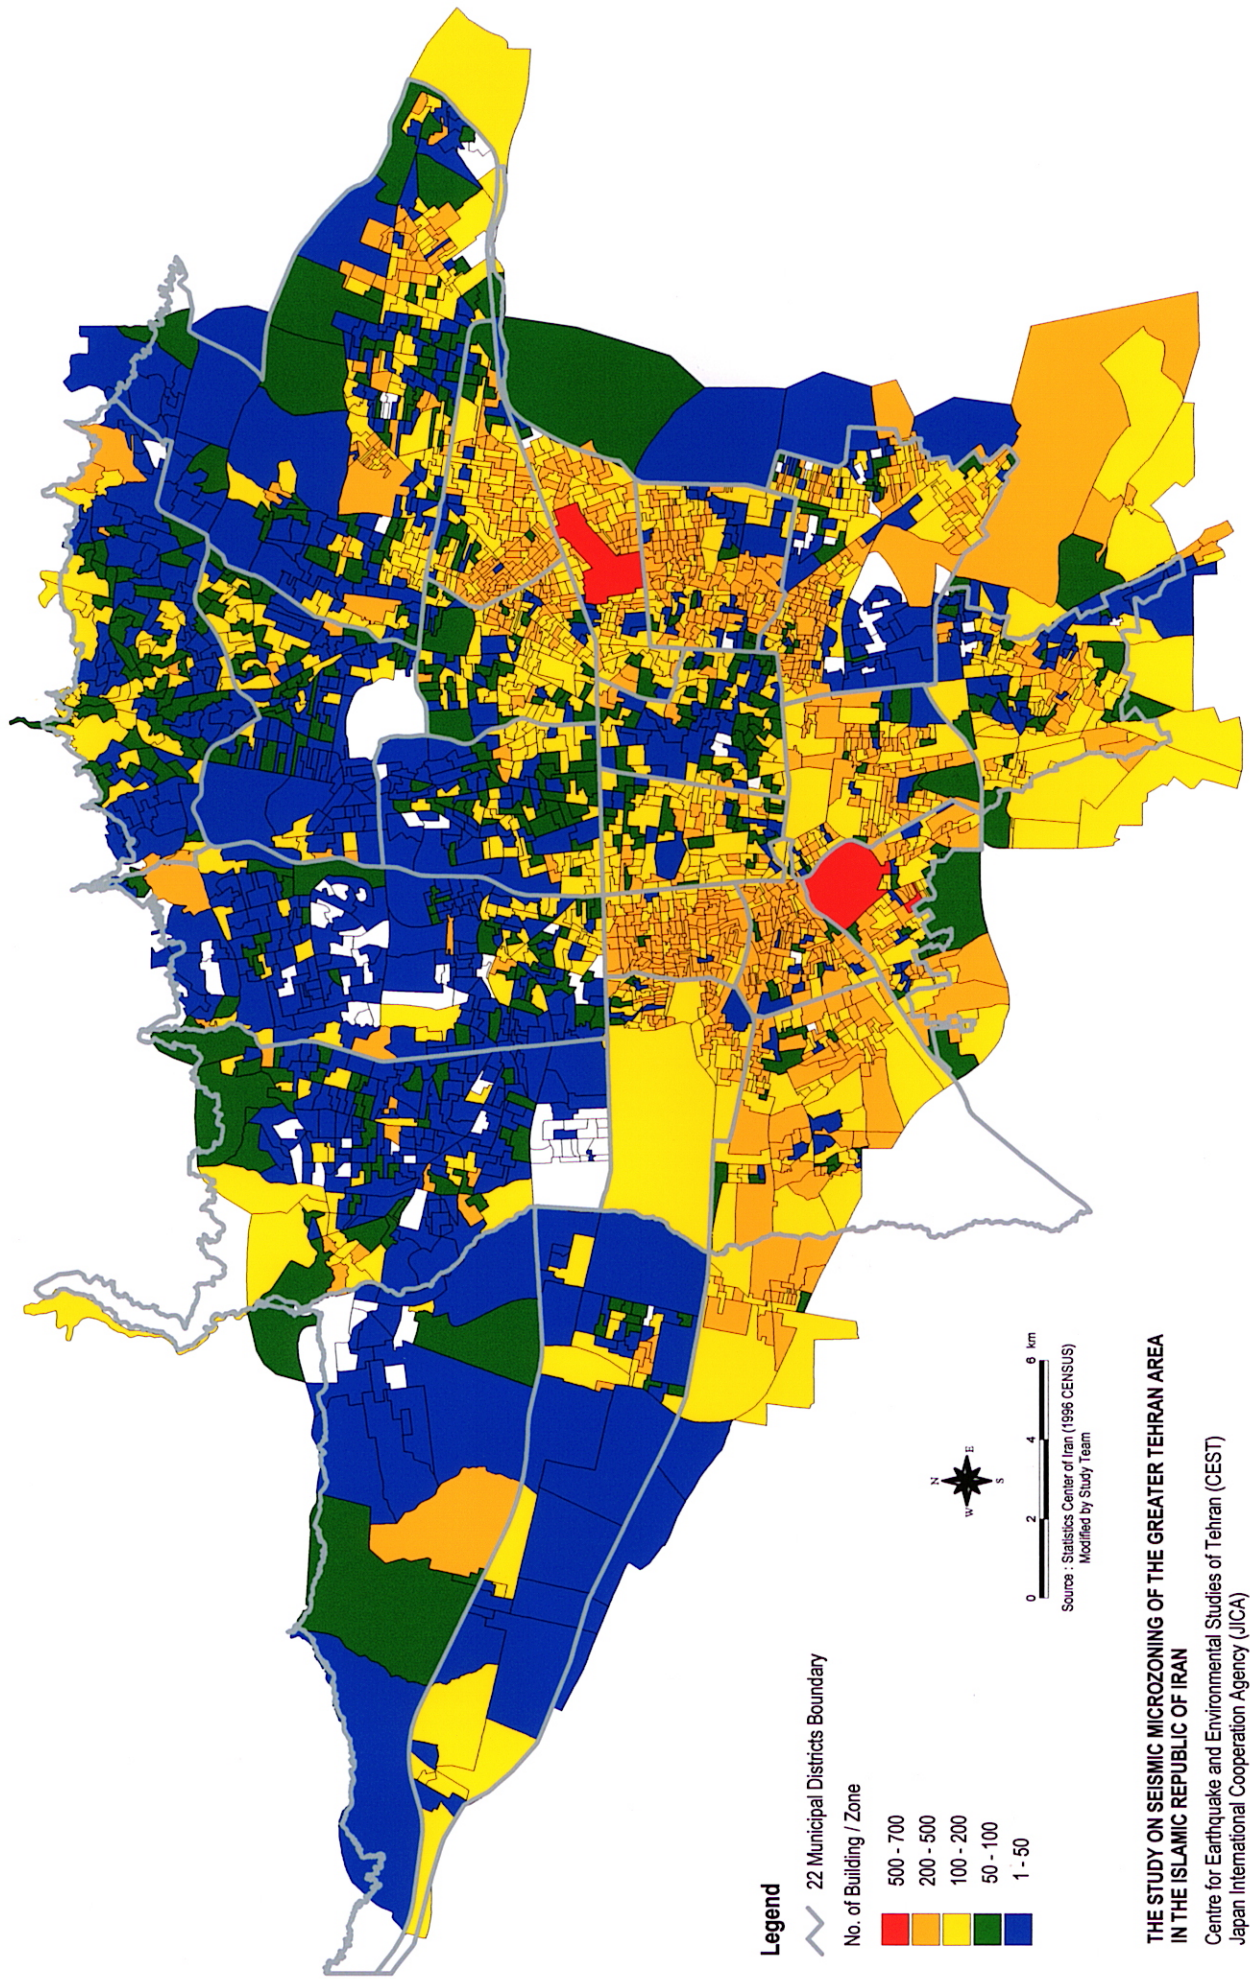 Legend
22 Municipal Districts Boundary
No. of Building / Zone
500 - 700
200 - 500
100 - 200
50 - 100
1 - 50
N
W
E
S
0 2 4 6 km
Source : Statistics Center of Iran (1996 CENSUS)
Modified by Study Team
THE STUDY ON SEISMIC MICROZONING OF THE GREATER TEHRAN AREA
IN THE ISLAMIC REPUBLIC OF IRAN
Centre for Earthquake and Environmental Studies of Tehran (CEST)
Japan International Cooperation Agency (JICA)